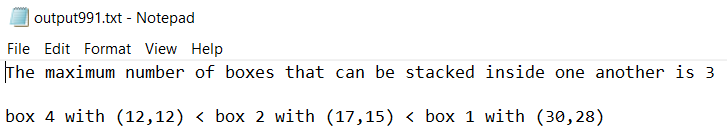 output991.txt - Notepad
File Edit Format View Help
The maximum number of boxes that can be stacked inside one another is 3
box 4 with (12,12) < box 2 with (17,15) < box 1 with (30,28)